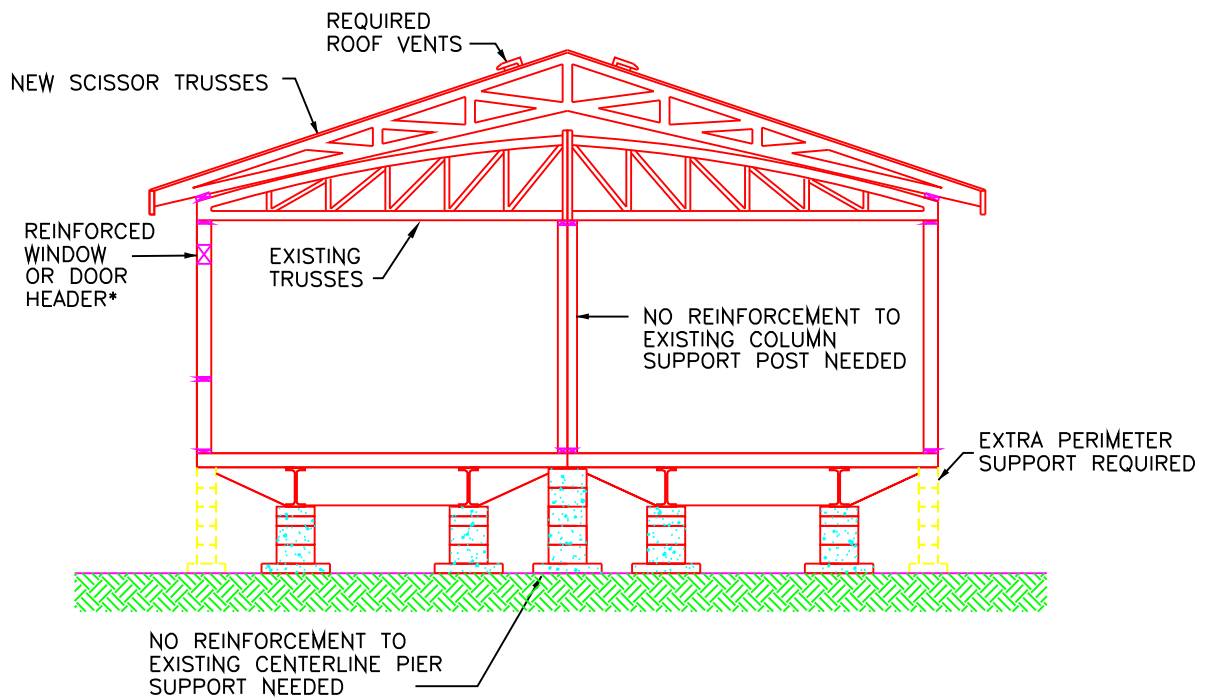 REQUIRED
ROOF VENTS
NEW SCISSOR TRUSSES
REINFORCED
WINDOW
OR DOOR
HEADER*
EXISTING
TRUSSES
NO REINFORCEMENT TO
EXISTING COLUMN
SUPPORT POST NEEDED
EXTRA PERIMETER
SUPPORT REQUIRED
NO REINFORCEMENT TO
EXISTING CENTERLINE PIER
SUPPORT NEEDED